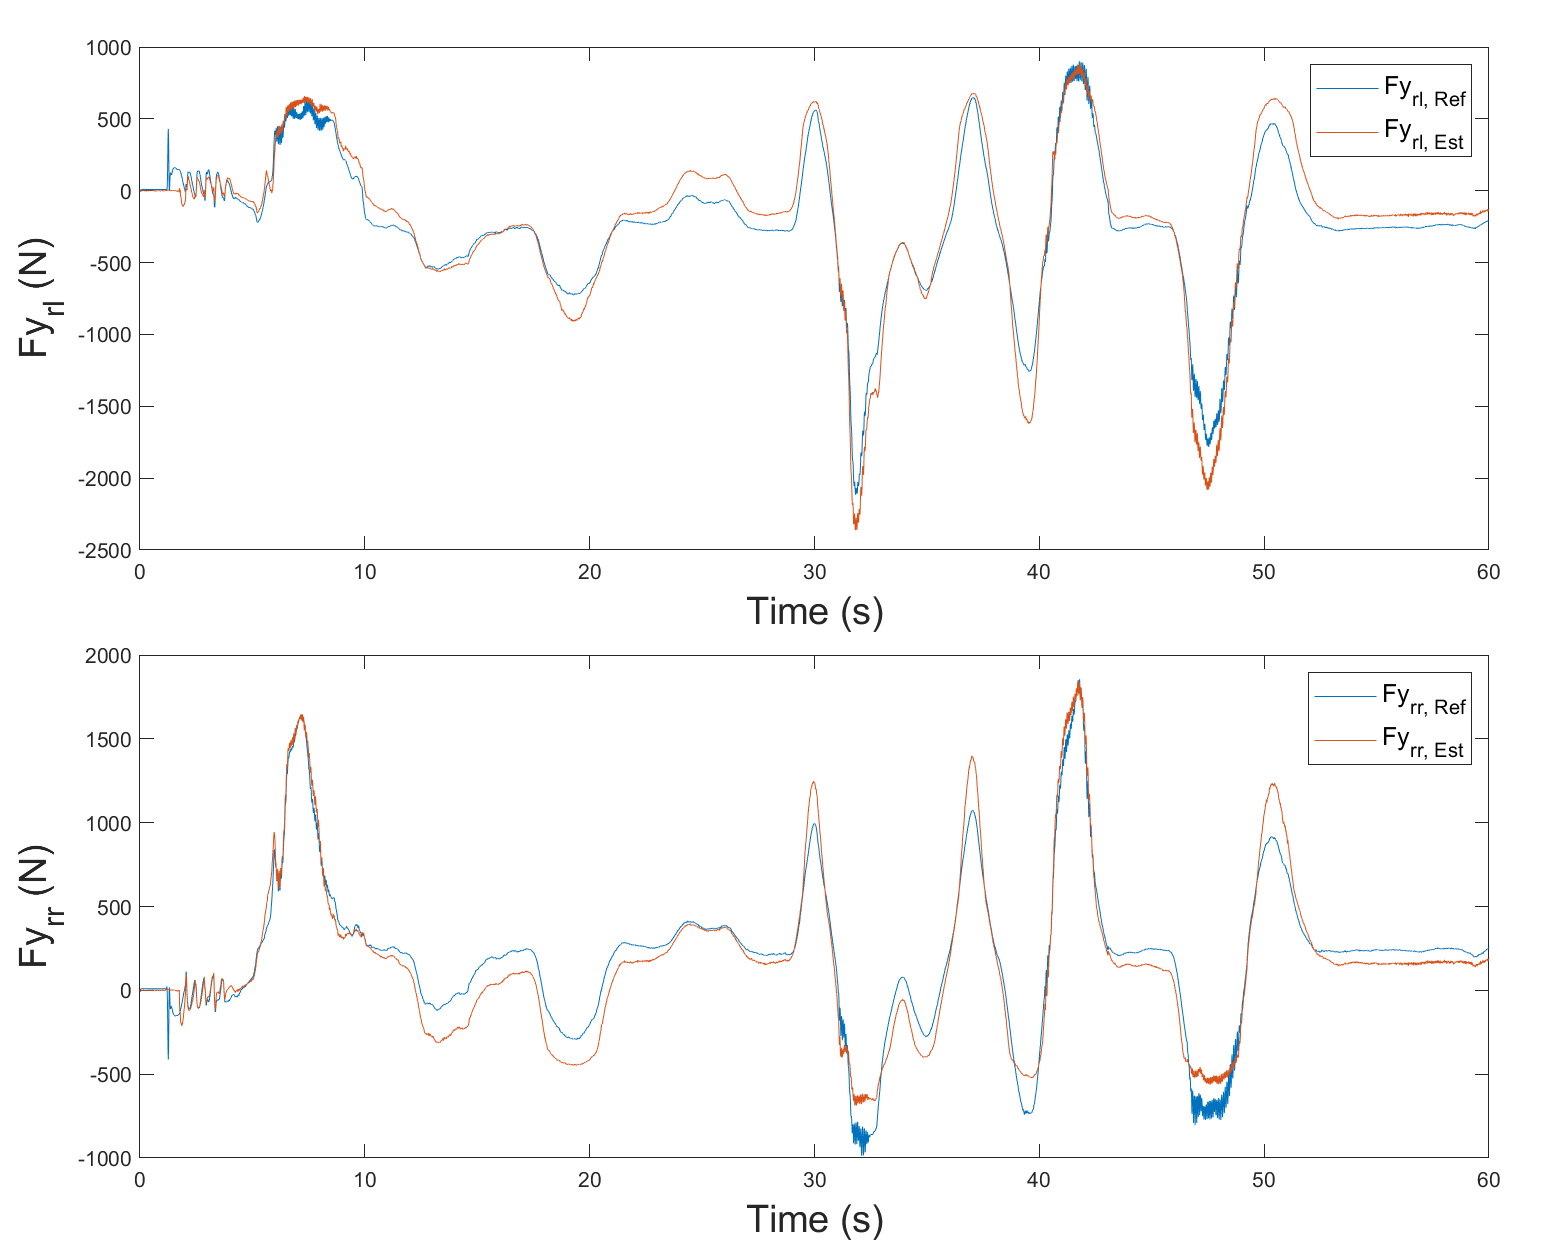 1000
500
0
-500
-1000
-1500
-2000
-2500
Fy_rl (N)
Fy_rl, Ref
Fy_rl, Est
0 10 20 30 40 50 60
Time (s)
2000
1500
1000
500
0
-500
-1000
Fy_rr (N)
Fy_rr, Ref
Fy_rr, Est
0 10 20 30 40 50 60
Time (s)